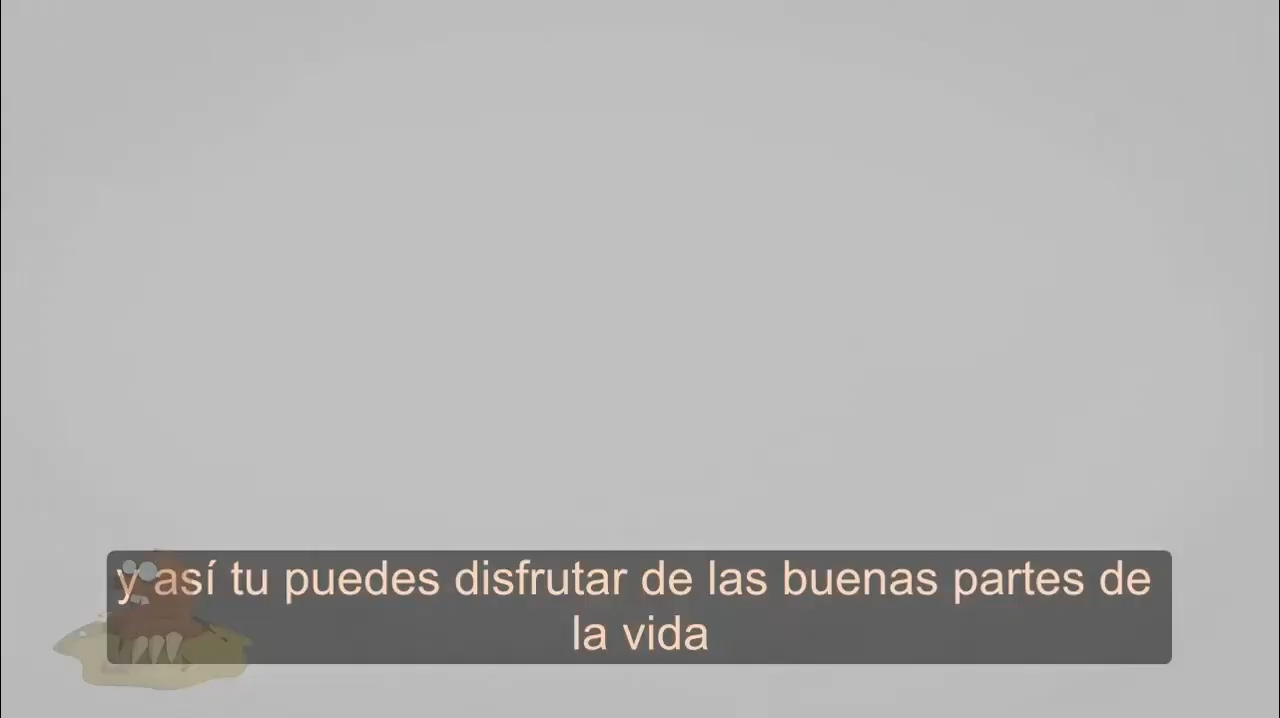 y así tu puedes disfrutar de las buenas partes de
la vida